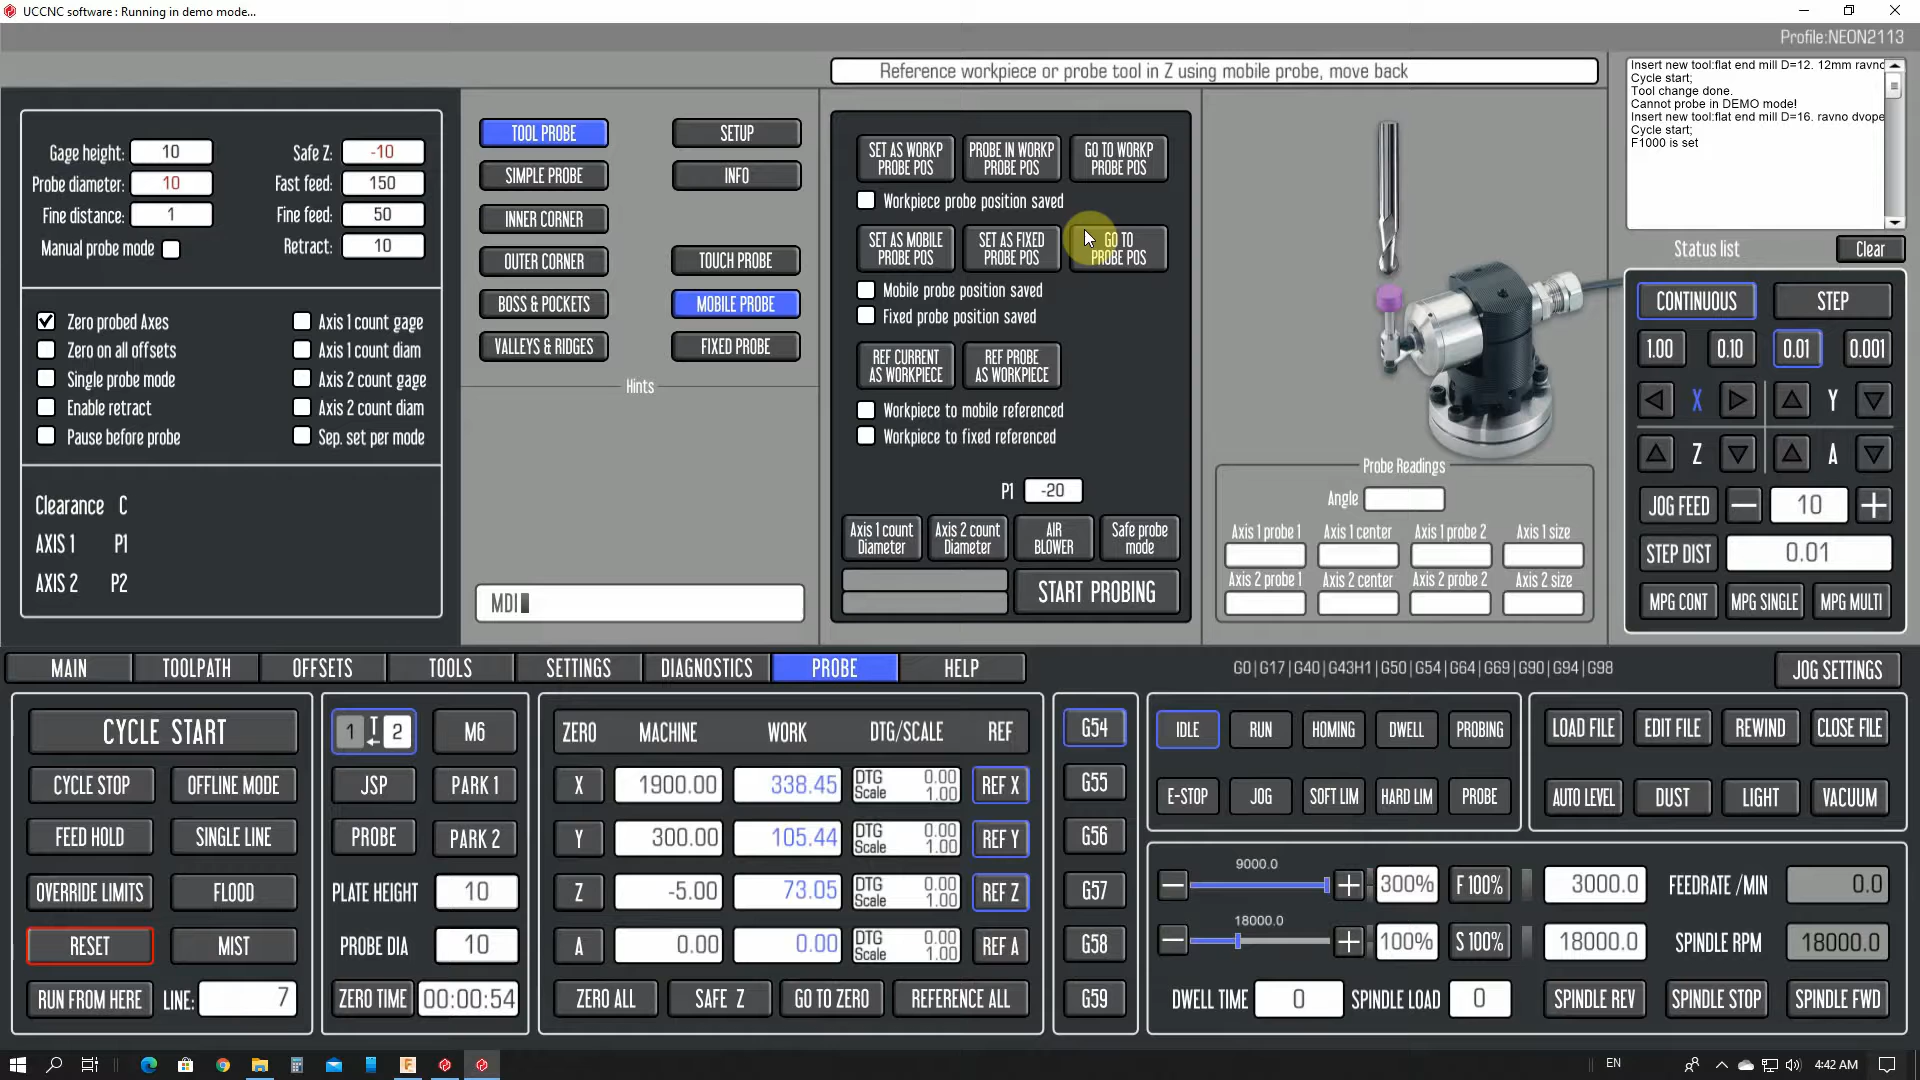 UCCNC software : Running in demo mode...
Profile:NEON2113
Reference workpiece or probe tool in Z using mobile probe, move back
Insert new tool:flat end mill D=12. 12mm ravno
Cycle start;
Tool change done.
Cannot probe in DEMO mode!
Insert new tool:flat end mill D=16. ravno dvope
Cycle start;
F1000 is set
Status list
Clear
Gage height: 10
Safe Z: -10
Probe diameter: 10
Fast feed: 150
Fine distance: 1
Fine feed: 50
Manual probe mode
Retract: 10
Zero probed Axes
Axis 1 count gage
Zero on all offsets
Axis 1 count diam
Single probe mode
Axis 2 count gage
Enable retract
Axis 2 count diam
Pause before probe
Sep. set per mode
Clearance C
AXIS 1 P1
AXIS 2 P2
TOOL PROBE
SETUP
SIMPLE PROBE
INFO
INNER CORNER
OUTER CORNER
TOUCH PROBE
BOSS & POCKETS
MOBILE PROBE
VALLEYS & RIDGES
FIXED PROBE
Hints
MDI
SET AS WORKP
PROBE POS
PROBE IN WORKP
PROBE POS
GO TO WORKP
PROBE POS
Workpiece probe position saved
SET AS MOBILE
PROBE POS
SET AS FIXED
PROBE POS
GO TO
PROBE POS
Mobile probe position saved
Fixed probe position saved
REF CURRENT
AS WORKPIECE
REF PROBE
AS WORKPIECE
Workpiece to mobile referenced
Workpiece to fixed referenced
P1 -20
Axis 1 count
Diameter
Axis 2 count
Diameter
AIR
BLOWER
Safe probe
mode
START PROBING
Probe Readings
Angle
Axis 1 probe 1
Axis 1 center
Axis 1 probe 2
Axis 1 size
Axis 2 probe 1
Axis 2 center
Axis 2 probe 2
Axis 2 size
CONTINUOUS
STEP
1.00
0.10
0.01
0.001
X
Y
Z
A
JOG FEED
10
STEP DIST
0.01
MPG CONT
MPG SINGLE
MPG MULTI
MAIN
TOOLPATH
OFFSETS
TOOLS
SETTINGS
DIAGNOSTICS
PROBE
HELP
G0|G17|G40|G43H1|G50|G54|G64|G69|G90|G94|G98
JOG SETTINGS
CYCLE START
CYCLE STOP
OFFLINE MODE
FEED HOLD
SINGLE LINE
OVERRIDE LIMITS
FLOOD
RESET
MIST
RUN FROM HERE
LINE: 7
1 T 2
M6
JSP
PARK 1
PROBE
PARK 2
PLATE HEIGHT 10
PROBE DIA 10
ZERO TIME 00:00:54
ZERO MACHINE WORK DTG/SCALE REF
X 1900.00 338.45 DTG 0.00 REF X
Scale 1.00
Y 300.00 105.44 DTG 0.00 REF Y
Scale 1.00
Z -5.00 73.05 DTG 0.00 REF Z
Scale 1.00
A 0.00 0.00 DTG 0.00 REF A
Scale 1.00
ZERO ALL
SAFE Z
GO TO ZERO
REFERENCE ALL
G54
G55
G56
G57
G58
G59
IDLE
RUN
HOMING
DWELL
PROBING
E-STOP
JOG
SOFT LIM
HARD LIM
PROBE
LOAD FILE
EDIT FILE
REWIND
CLOSE FILE
AUTO LEVEL
DUST
LIGHT
VACUUM
9000.0
300%
F 100%
3000.0
FEEDRATE /MIN
0.0
18000.0
100%
S 100%
18000.0
SPINDLE RPM
18000.0
DWELL TIME 0
SPINDLE LOAD 0
SPINDLE REV
SPINDLE STOP
SPINDLE FWD
EN
4:42 AM